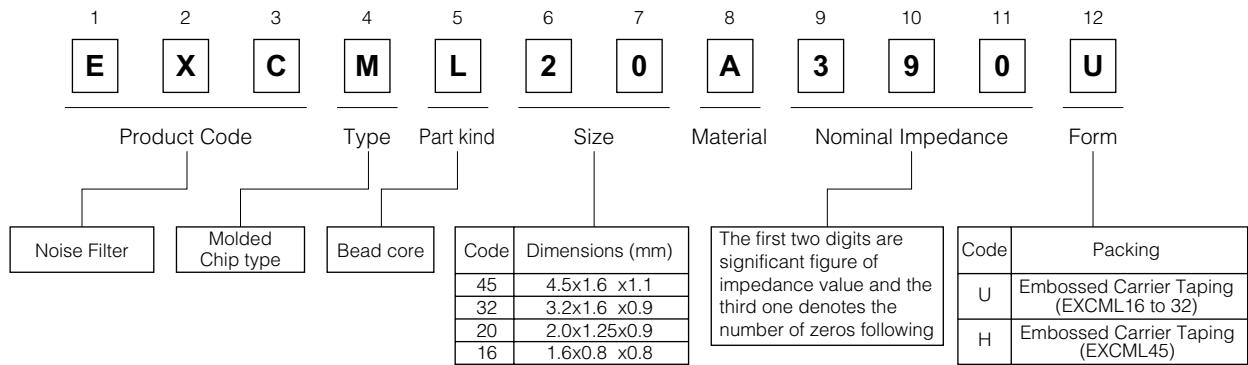 1 2 3 4 5 6 7 8 9 10 11 12
E X C M L 2 0 A 3 9 0 U
Product Code Type Part kind Size Material Nominal Impedance Form
Noise Filter
Molded
Chip type
Bead core
Code Dimensions (mm)
45 4.5x1.6 x1.1
32 3.2x1.6 x0.9
20 2.0x1.25x0.9
16 1.6x0.8 x0.8
The first two digits are
significant figure of
impedance value and the
third one denotes the
number of zeros following
Code Packing
U Embossed Carrier Taping
(EXCML16 to 32)
H Embossed Carrier Taping
(EXCML45)